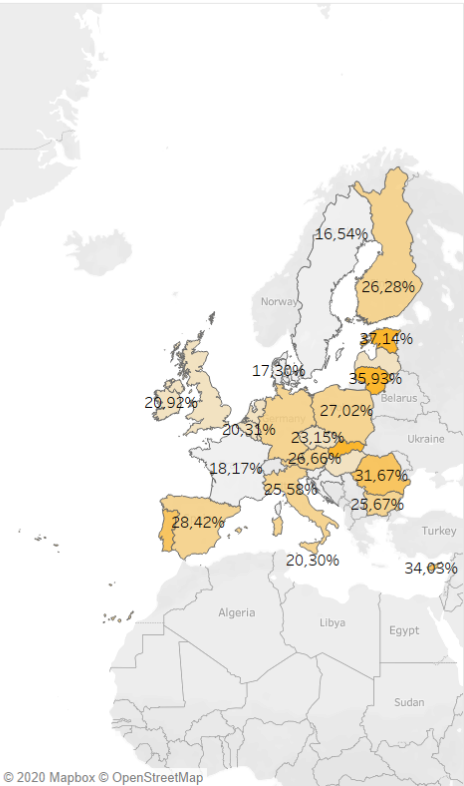 16,54%
26,28%
Norway
37,14%
17,30%
35,93%
Belarus
20,92%
27,02%
20,31%
Germany
23,15%
Ukraine
26,66%
18,17%
31,67%
25,58%
25,67%
28,42%
Turkey
20,30%
34,03%
Algeria
Libya
Egypt
Sudan
© 2020 Mapbox © OpenStreetMap